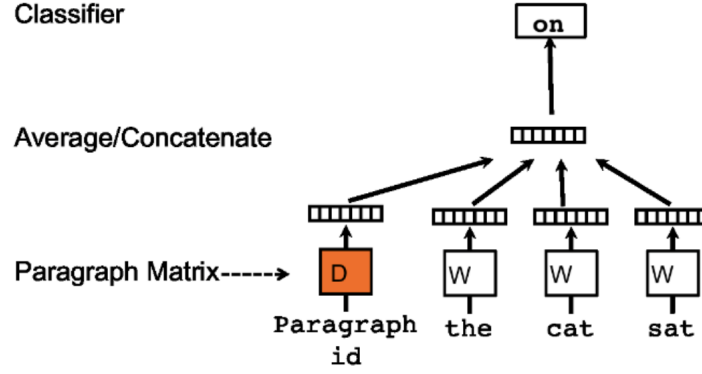 Classifier
on
Average/Concatenate
Paragraph Matrix
D
W
W
W
Paragraph
id
the
cat
sat